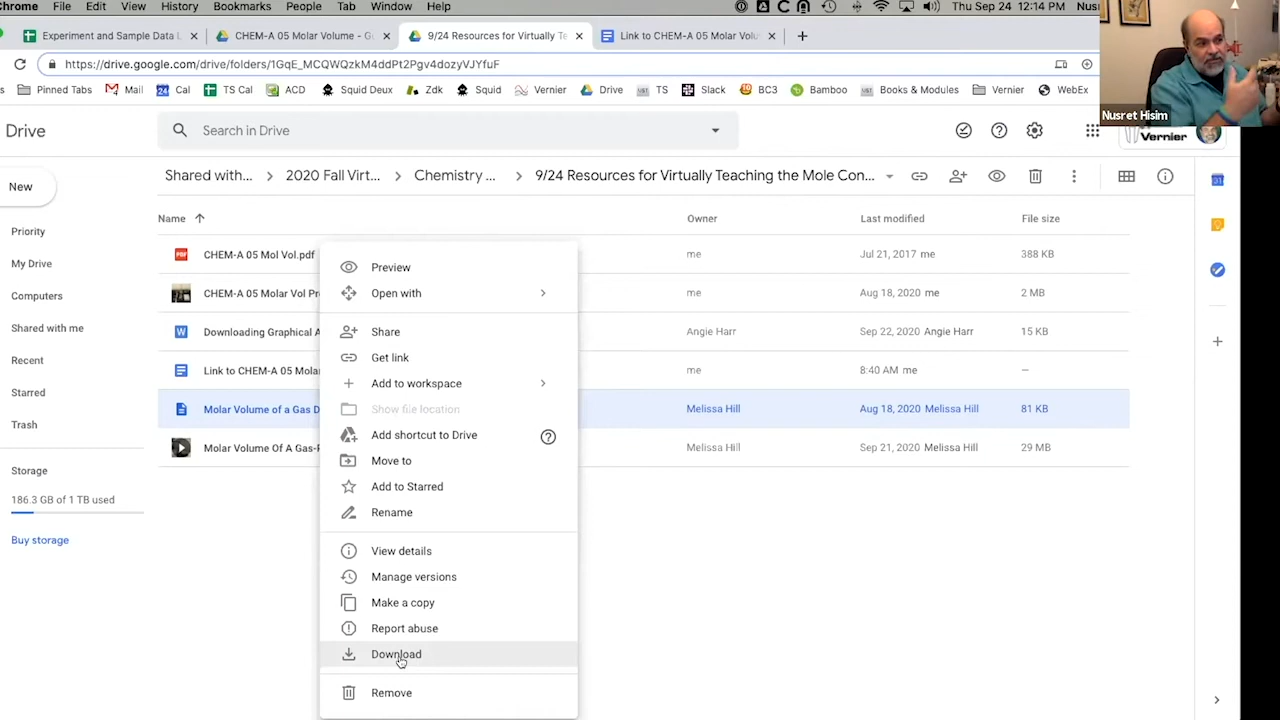 Chrome File Edit View History Bookmarks People Tab Window Help Thu Sep 24 12:14 PM
Experiment and Sample Data L CHEM-A 05 Molar Volume - G 9/24 Resources for Virtually Te Link to CHEM-A 05 Molar Volu
https://drive.google.com/drive/folders/1GqE_MCQWQzkM4ddPt2Pgv4dozyVJYfuF
Pinned Tabs Mail Cal TS Cal ACD Squid Deux Zdk Squid Vernier Drive TS Slack BC3 Bamboo Books & Modules Vernier WebEx
Nusret Hisim
Drive Search in Drive Vernier
Shared with... 2020 Fall Virt... Chemistry ... 9/24 Resources for Virtually Teaching the Mole Con...
New
Name Owner Last modified File size
Priority
My Drive
Computers
Shared with me
Recent
Starred
Trash
Storage
186.3 GB of 1 TB used
Buy storage
CHEM-A 05 Mol Vol.pdf me Jul 21, 2017 me 388 KB
CHEM-A 05 Molar Vol Pr me Aug 18, 2020 me 2 MB
Downloading Graphical A Angie Harr Sep 22, 2020 Angie Harr 15 KB
Link to CHEM-A 05 Mola me 8:40 AM me –
Molar Volume of a Gas D Melissa Hill Aug 18, 2020 Melissa Hill 81 KB
Molar Volume Of A Gas- Melissa Hill Sep 21, 2020 Melissa Hill 29 MB
Preview
Open with
Share
Get link
Add to workspace
Show file location
Add shortcut to Drive
Move to
Add to Starred
Rename
View details
Manage versions
Make a copy
Report abuse
Download
Remove